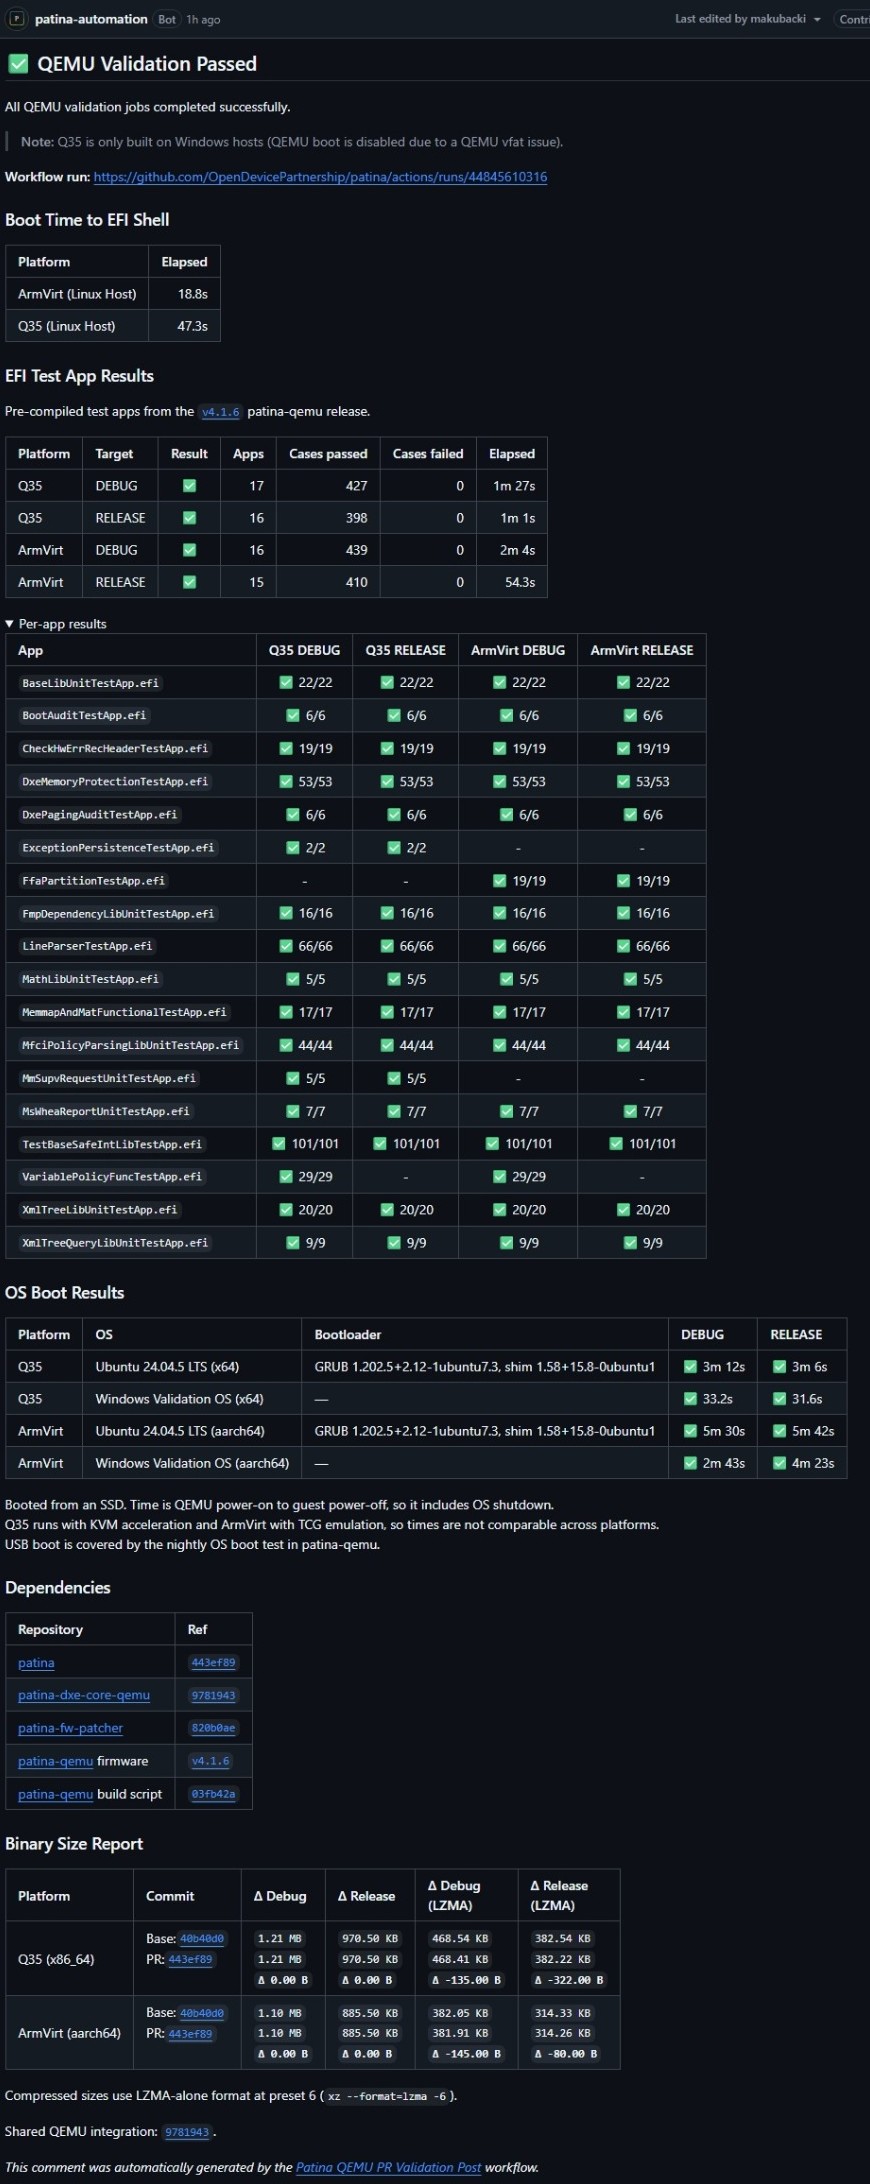 patina-automation Bot 1h ago Last edited by makubacki
QEMU Validation Passed
All QEMU validation jobs completed successfully.
Note: Q35 is only built on Windows hosts (QEMU boot is disabled due to a QEMU vfat issue).
Workflow run: https://github.com/OpenDevicePartnership/patina/actions/runs/44845610316
Boot Time to EFI Shell
Platform Elapsed
ArmVirt (Linux Host) 18.8s
Q35 (Linux Host) 47.3s
EFI Test App Results
Pre-compiled test apps from the v4.1.6 patina-qemu release.
Platform Target Result Apps Cases passed Cases failed Elapsed
Q35 DEBUG ✅ 17 427 0 1m 27s
Q35 RELEASE ✅ 16 398 0 1m 1s
ArmVirt DEBUG ✅ 16 439 0 2m 4s
ArmVirt RELEASE ✅ 15 410 0 54.3s
▼ Per-app results
App Q35 DEBUG Q35 RELEASE ArmVirt DEBUG ArmVirt RELEASE
BaseLibUnitTestApp.efi ✅ 22/22 ✅ 22/22 ✅ 22/22 ✅ 22/22
BootAuditTestApp.efi ✅ 6/6 ✅ 6/6 ✅ 6/6 ✅ 6/6
CheckHwErrRecHeaderTestApp.efi ✅ 19/19 ✅ 19/19 ✅ 19/19 ✅ 19/19
DxeMemoryProtectionTestApp.efi ✅ 53/53 ✅ 53/53 ✅ 53/53 ✅ 53/53
DxePagingAuditTestApp.efi ✅ 6/6 ✅ 6/6 ✅ 6/6 ✅ 6/6
ExceptionPersistenceTestApp.efi ✅ 2/2 ✅ 2/2 - -
FfaPartitionTestApp.efi - - ✅ 19/19 ✅ 19/19
FmpDependencyLibUnitTestApp.efi ✅ 16/16 ✅ 16/16 ✅ 16/16 ✅ 16/16
LineParserTestApp.efi ✅ 66/66 ✅ 66/66 ✅ 66/66 ✅ 66/66
MathLibUnitTestApp.efi ✅ 5/5 ✅ 5/5 ✅ 5/5 ✅ 5/5
MemmapAndMatFunctionalTestApp.efi ✅ 17/17 ✅ 17/17 ✅ 17/17 ✅ 17/17
MfciPolicyParsingLibUnitTestApp.efi ✅ 44/44 ✅ 44/44 ✅ 44/44 ✅ 44/44
MmSupvRequestUnitTestApp.efi ✅ 5/5 ✅ 5/5 - -
MsWheaReportUnitTestApp.efi ✅ 7/7 ✅ 7/7 ✅ 7/7 ✅ 7/7
TestBaseSafeIntLibTestApp.efi ✅ 101/101 ✅ 101/101 ✅ 101/101 ✅ 101/101
VariablePolicyFuncTestApp.efi ✅ 29/29 - ✅ 29/29 -
XmlTreeLibUnitTestApp.efi ✅ 20/20 ✅ 20/20 ✅ 20/20 ✅ 20/20
XmlTreeQueryLibUnitTestApp.efi ✅ 9/9 ✅ 9/9 ✅ 9/9 ✅ 9/9
OS Boot Results
Platform OS Bootloader DEBUG RELEASE
Q35 Ubuntu 24.04.5 LTS (x64) GRUB 1.202.5+2.12-1ubuntu7.3, shim 1.58+15.8-0ubuntu1 ✅ 3m 12s ✅ 3m 6s
Q35 Windows Validation OS (x64) — ✅ 33.2s ✅ 31.6s
ArmVirt Ubuntu 24.04.5 LTS (aarch64) GRUB 1.202.5+2.12-1ubuntu7.3, shim 1.58+15.8-0ubuntu1 ✅ 5m 30s ✅ 5m 42s
ArmVirt Windows Validation OS (aarch64) — ✅ 2m 43s ✅ 4m 23s
Booted from an SSD. Time is QEMU power-on to guest power-off, so it includes OS shutdown.
Q35 runs with KVM acceleration and ArmVirt with TCG emulation, so times are not comparable across platforms.
USB boot is covered by the nightly OS boot test in patina-qemu.
Dependencies
Repository Ref
patina 443ef89
patina-dxe-core-qemu 9781943
patina-fw-patcher 820b0ae
patina-qemu firmware v4.1.6
patina-qemu build script 03fb42a
Binary Size Report
Platform Commit Δ Debug Δ Release Δ Debug (LZMA) Δ Release (LZMA)
Base: 40b40d0 1.21 MB 970.50 KB 468.54 KB 382.54 KB
Q35 (x86_64) PR: 443ef89 1.21 MB 970.50 KB 468.41 KB 382.22 KB
Δ 0.00 B Δ 0.00 B Δ -135.00 B Δ -322.00 B
Base: 40b40d0 1.10 MB 885.50 KB 382.05 KB 314.33 KB
ArmVirt (aarch64) PR: 443ef89 1.10 MB 885.50 KB 381.91 KB 314.26 KB
Δ 0.00 B Δ 0.00 B Δ -145.00 B Δ -80.00 B
Compressed sizes use LZMA-alone format at preset 6 ( xz --format=lzma -6 ).
Shared QEMU integration: 9781943 .
This comment was automatically generated by the Patina QEMU PR Validation Post workflow.